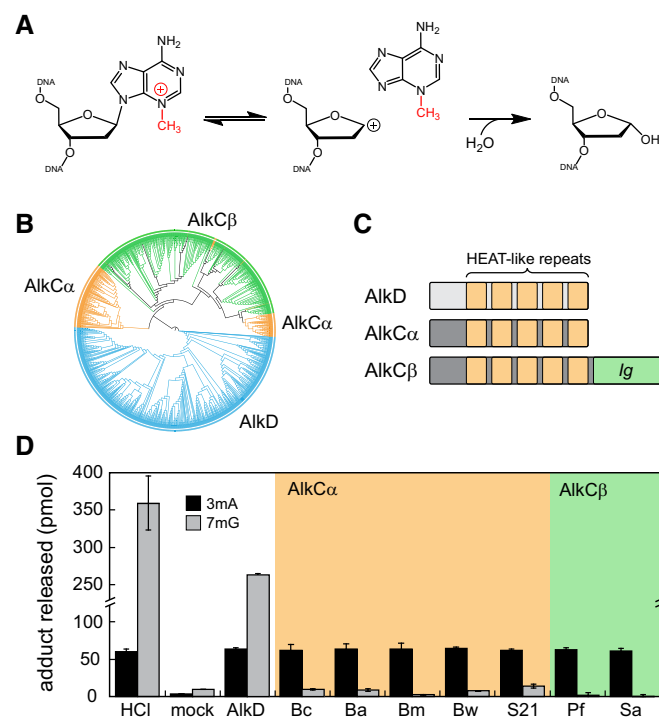 A
DNA
O
O
DNA
O
N
N
N
N
NH2
CH3
DNA
O
O
DNA
O
N
N
N
N
NH2
CH3
H2O
DNA
O
O
DNA
O
OH
B
AlkCβ
AlkCα
AlkCα
AlkD
C
HEAT-like repeats
AlkD
AlkCα
AlkCβ
Ig
D
adduct released (pmol)
400
350
300
250
100
50
0
3mA
7mG
AlkCα
AlkCβ
HCl mock AlkD Bc Ba Bm Bw S21 Pf Sa